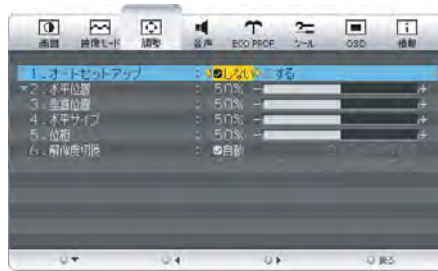 画面 映像モード 調整 音声 ECO PROF. ツール OSD 情報
1.オートセットアップ : しない する
2.水平位置 : 50% - +
3.垂直位置 : 50% - +
4.水平サイズ : 50% - +
5.位相 : 50% - +
6.解像度切換 : 自動
戻る